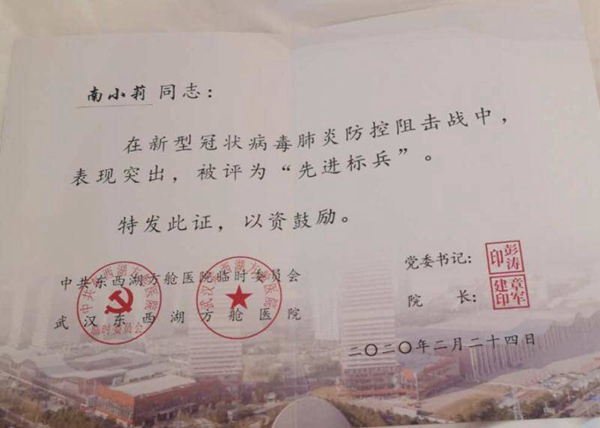 南小莉同志：
在新型冠状病毒肺炎防控阻击战中，
表现突出，被评为“先进标兵”。
特发此证，以资鼓励。
中共东西湖方舱医院临时委员会
武汉东西湖方舱医院
党委书记：
彭涛印
院 长：
章军建印
二〇二〇年二月二十四日